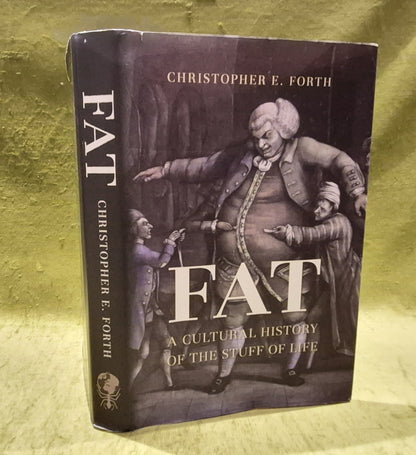 CHRISTOPHER E. FORTH
FAT
A CULTURAL HISTORY
OF THE STUFF OF LIFE
FAT
CHRISTOPHER E. FORTH